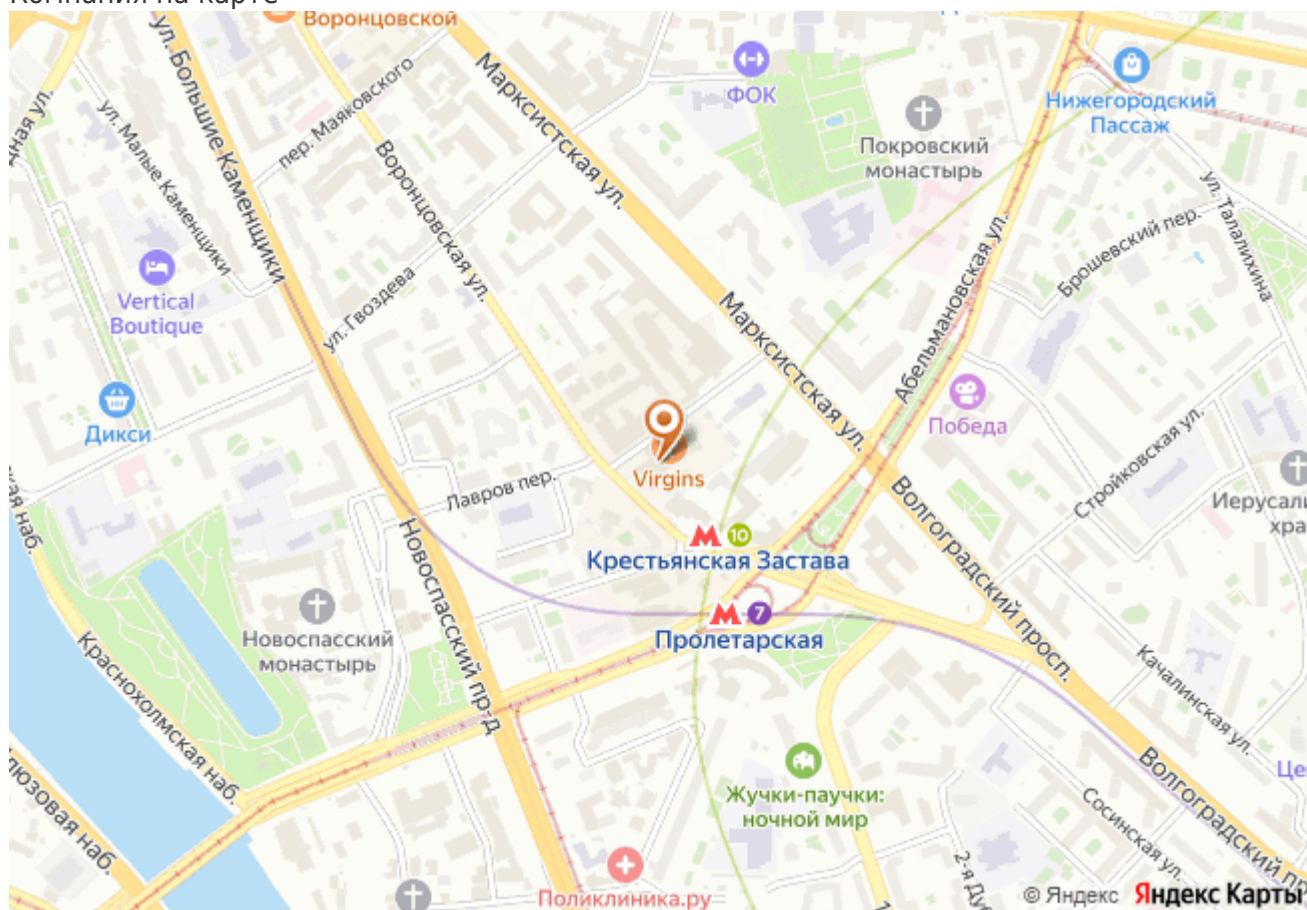 Компания на карте
Воронцовской
ул. Большие Каменщики
ул. Малые Каменщики
пер. Маяковского
Марксистская ул.
ФОК
Покровский
монастырь
Нижегородский
Пассаж
Воронцовская ул.
ул. Талалихина
Брошевский пер.
Vertical
Boutique
ул. Гвоздева
Марксистская ул.
Абельмановская ул.
Дикси
Победа
Virgins
Лавров пер.
Стройковская ул.
10
Крестьянская Застава
7
Пролетарская
Новоспасский
монастырь
Новоспасский пр-д
Волгоградский просп.
Краснохолмская наб.
Качалинская ул.
Жучки-паучки:
ночной мир
Сосинская ул.
Поликлиника.ру
© Яндекс Яндекс Карты